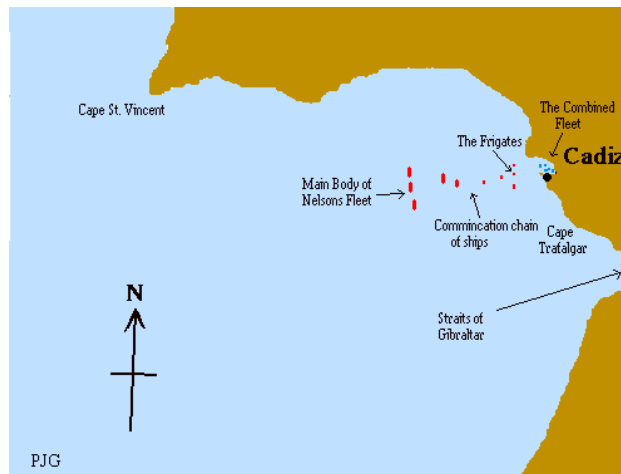 Cape St. Vincent
The Combined
Fleet
Cadiz
The Frigates
Main Body of
Nelsons Fleet
Commincation chain
of ships
Cape
Trafalgar
N
Straits of
Gibraltar
PJG